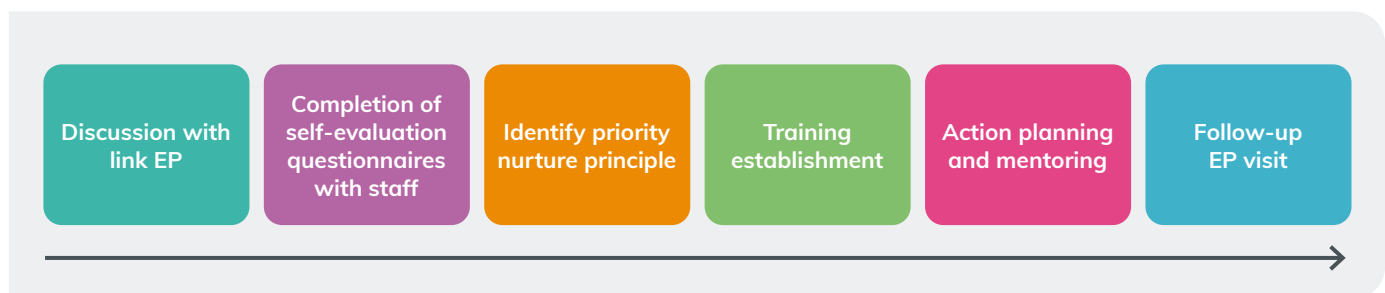 Discussion with
link EP
Completion of
self-evaluation
questionnaires
with staff
Identify priority
nurture principle
Training
establishment
Action planning
and mentoring
Follow-up
EP visit